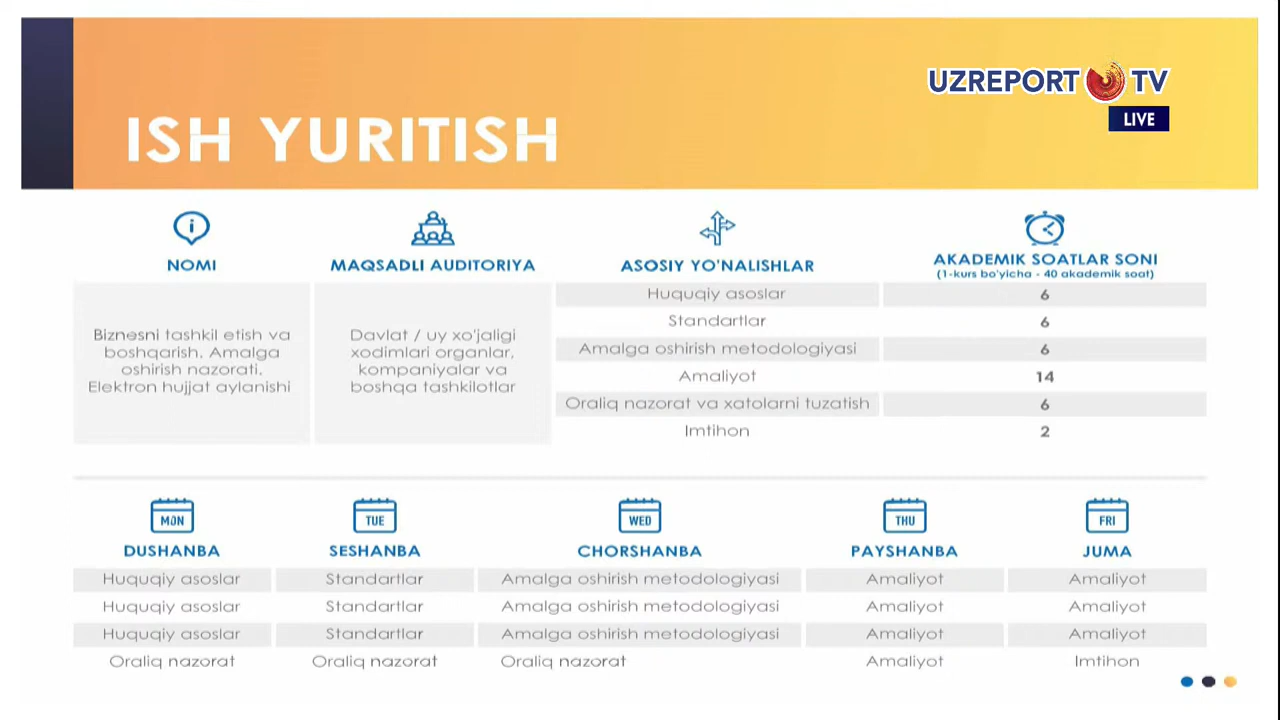 UZREPORT TV
LIVE
ISH YURITISH
NOMI
MAQSADLI AUDITORIYA
ASOSIY YO'NALISHLAR
AKADEMIK SOATLAR SONI
(1-kurs bo'yicha - 40 akademik soat)
Biznesni tashkil etish va
boshqarish. Amalga
oshirish nazorati.
Elektron hujjat aylanishi
Davlat / uy xo'jaligi
xodimlari organlar,
kompaniyalar va
boshqa tashkilotlar
Huquqiy asoslar 6
Standartlar 6
Amalga oshirish metodologiyasi 6
Amaliyot 14
Oraliq nazorat va xatolarni tuzatish 6
Imtihon 2
MON TUE WED THU FRI
DUSHANBA SESHANBA CHORSHANBA PAYSHANBA JUMA
Huquqiy asoslar Standartlar Amalga oshirish metodologiyasi Amaliyot Amaliyot
Huquqiy asoslar Standartlar Amalga oshirish metodologiyasi Amaliyot Amaliyot
Huquqiy asoslar Standartlar Amalga oshirish metodologiyasi Amaliyot Amaliyot
Oraliq nazorat Oraliq nazorat Oraliq nazorat Amaliyot Imtihon